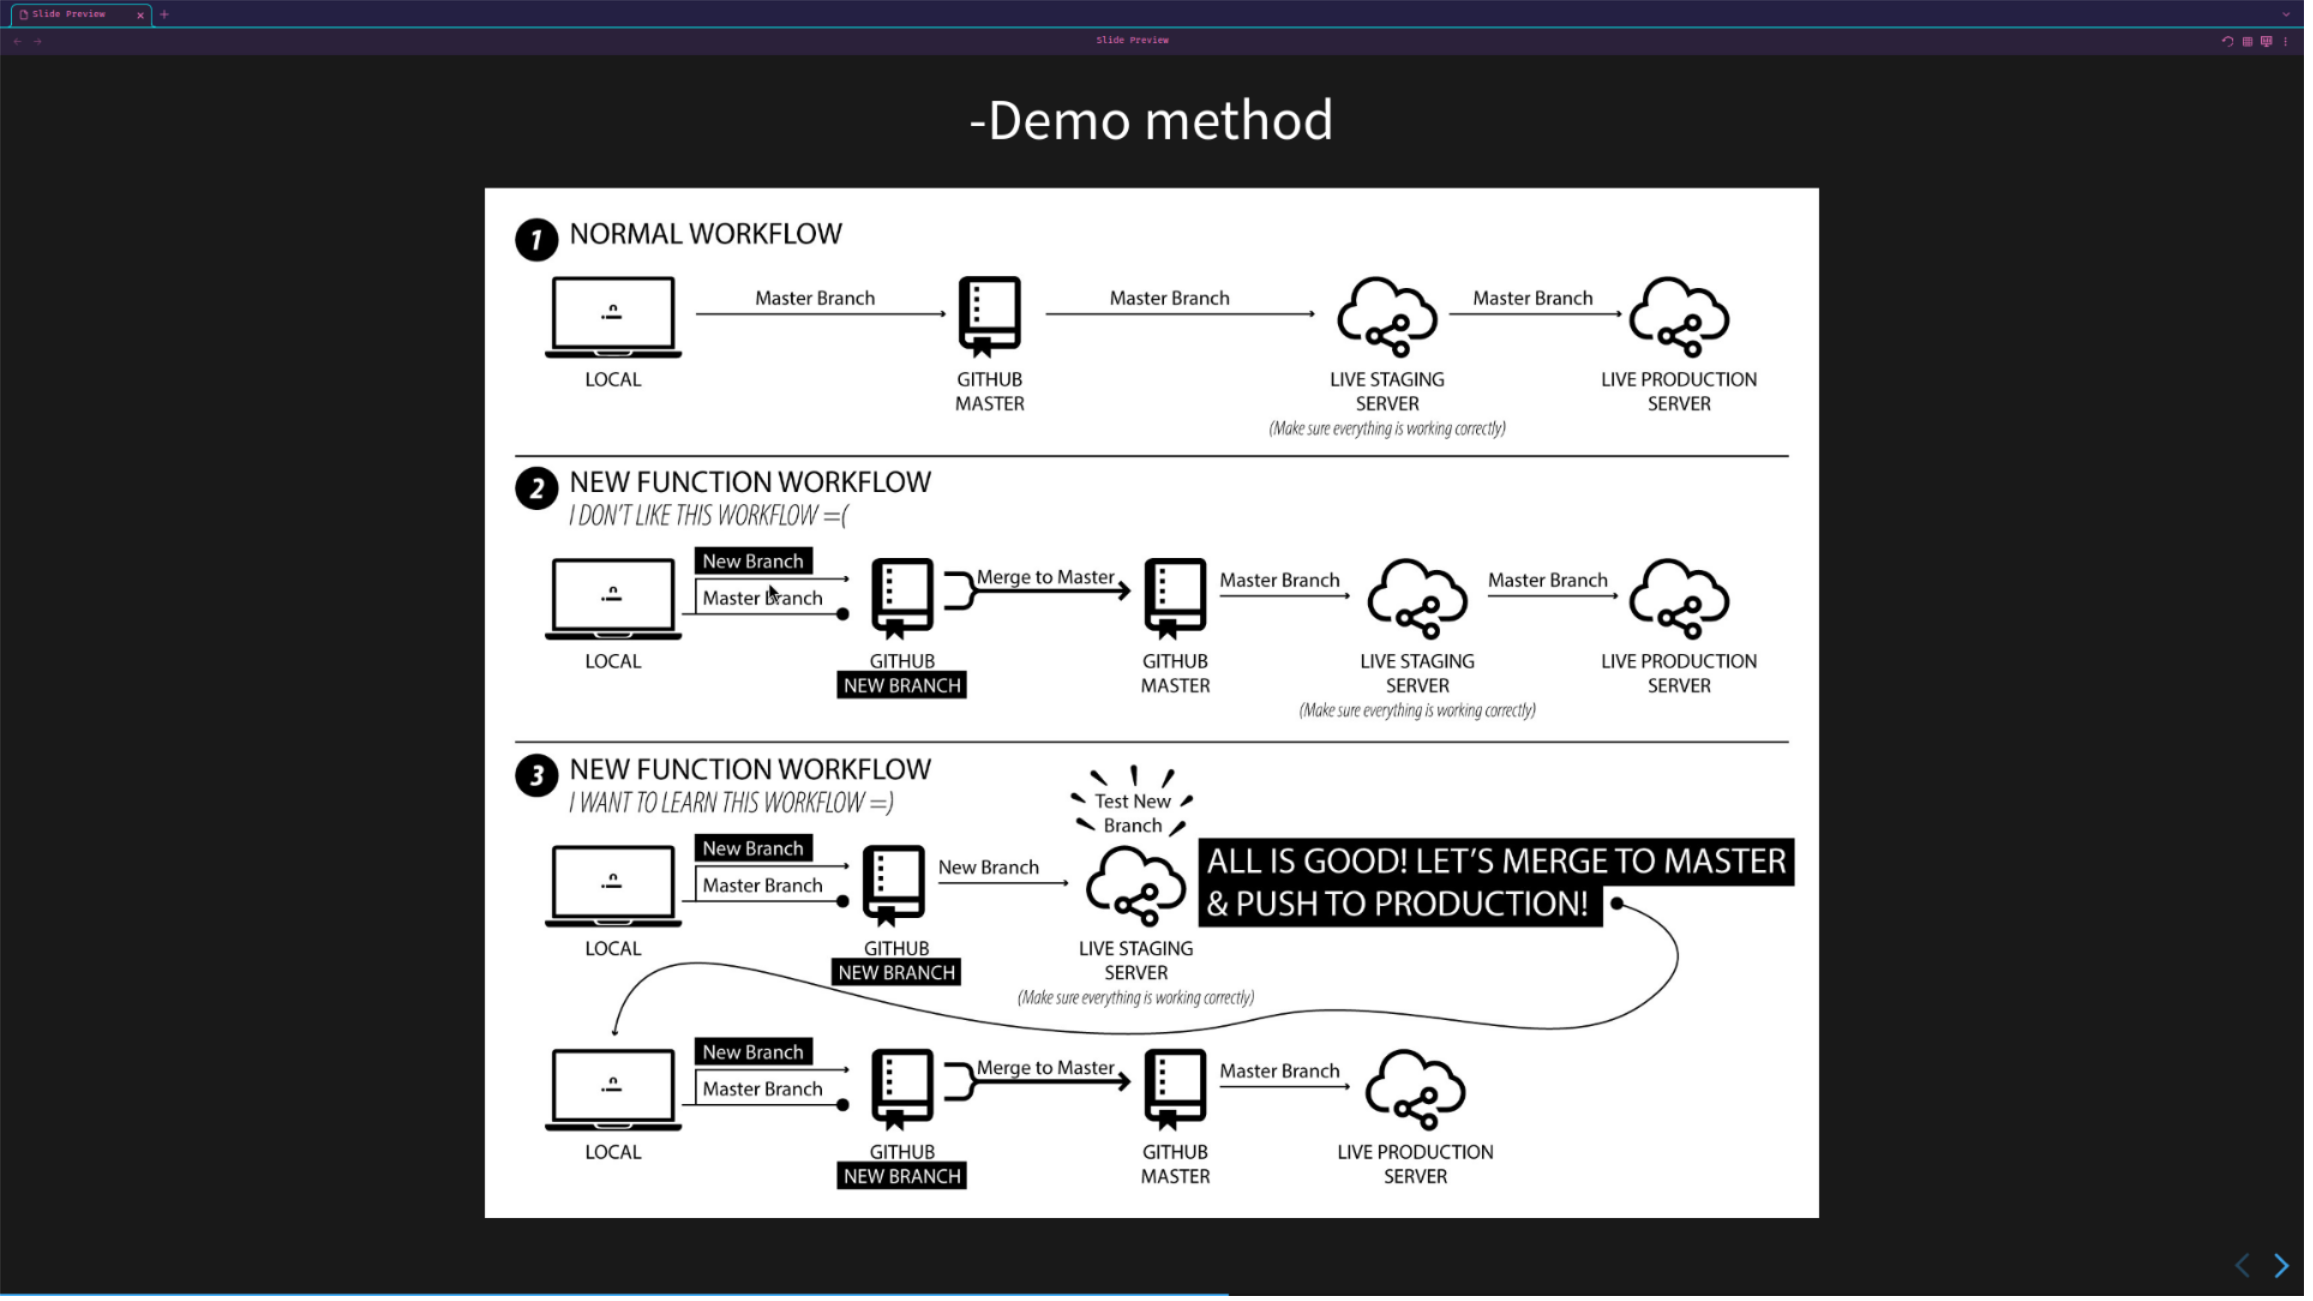 Slide Preview
Slide Preview
-Demo method
1 NORMAL WORKFLOW
Master Branch Master Branch Master Branch
LOCAL GITHUB LIVE STAGING LIVE PRODUCTION
MASTER SERVER SERVER
(Make sure everything is working correctly)
2 NEW FUNCTION WORKFLOW
I DON'T LIKE THIS WORKFLOW =(
New Branch
Merge to Master Master Branch Master Branch
Master Branch
LOCAL GITHUB GITHUB LIVE STAGING LIVE PRODUCTION
NEW BRANCH MASTER SERVER SERVER
(Make sure everything is working correctly)
3 NEW FUNCTION WORKFLOW
I WANT TO LEARN THIS WORKFLOW =)
Test New
Branch
New Branch
New Branch
Master Branch
ALL IS GOOD! LET'S MERGE TO MASTER
& PUSH TO PRODUCTION!
LOCAL GITHUB LIVE STAGING
NEW BRANCH SERVER
(Make sure everything is working correctly)
New Branch
Merge to Master Master Branch
Master Branch
LOCAL GITHUB GITHUB LIVE PRODUCTION
NEW BRANCH MASTER SERVER